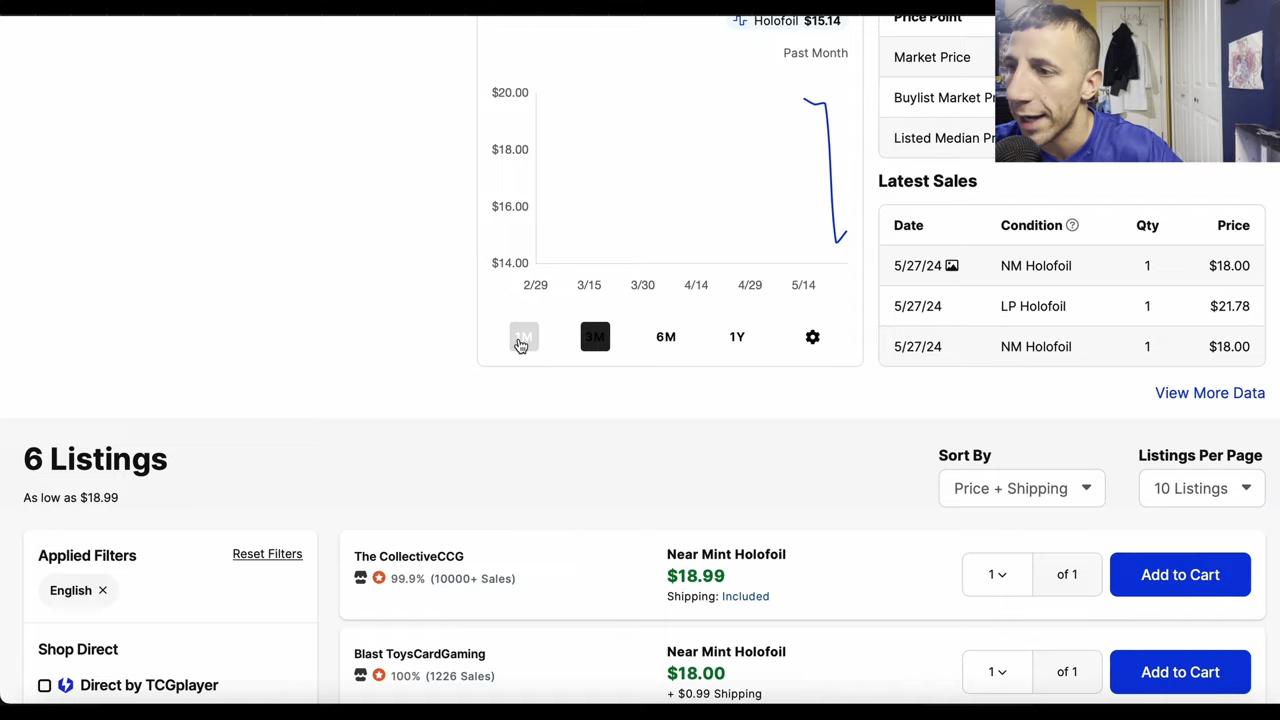 Holofoil $15.14
Past Month
$20.00
$18.00
$16.00
$14.00
2/29 3/15 3/30 4/14 4/29 5/14
1M 3M 6M 1Y
Price Point
Market Price
Buylist Market Pr
Listed Median Pr
Latest Sales
Date Condition ? Qty Price
5/27/24 NM Holofoil 1 $18.00
5/27/24 LP Holofoil 1 $21.78
5/27/24 NM Holofoil 1 $18.00
View More Data
6 Listings
As low as $18.99
Sort By
Price + Shipping
Listings Per Page
10 Listings
Applied Filters
Reset Filters
English ×
Shop Direct
Direct by TCGplayer
The CollectiveCCG
99.9% (10000+ Sales)
Near Mint Holofoil
$18.99
Shipping: Included
1 of 1
Add to Cart
Blast ToysCardGaming
100% (1226 Sales)
Near Mint Holofoil
$18.00
+ $0.99 Shipping
1 of 1
Add to Cart